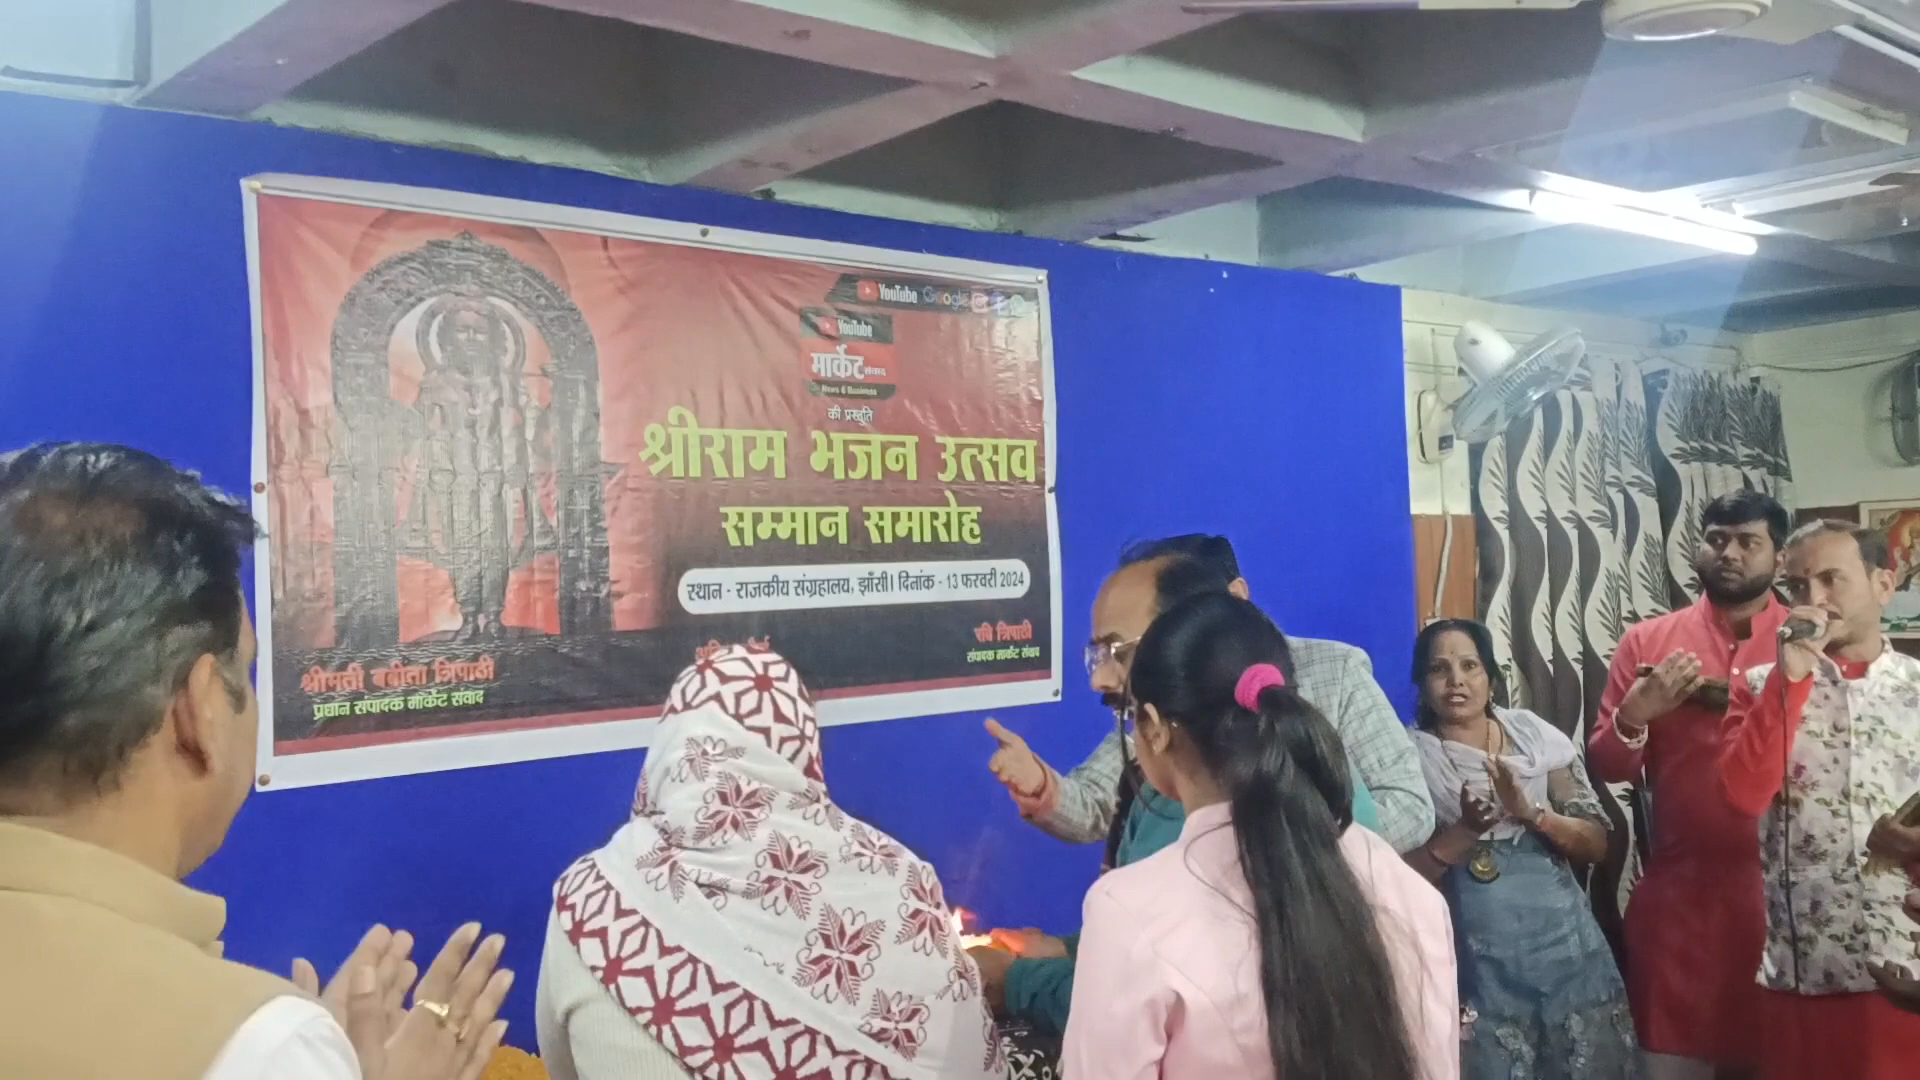 YouTube Google
YouTube
मार्केट संवाद
News & Business
की प्रस्तुति
श्रीराम भजन उत्सव
सम्मान समारोह
स्थान - राजकीय संग्रहालय, झाँसी। दिनांक - 13 फरवरी 2024
श्रीमती बबीता त्रिपाठी
प्रधान संपादक मार्केट संवाद
रवि त्रिपाठी
संपादक मार्केट संवाद